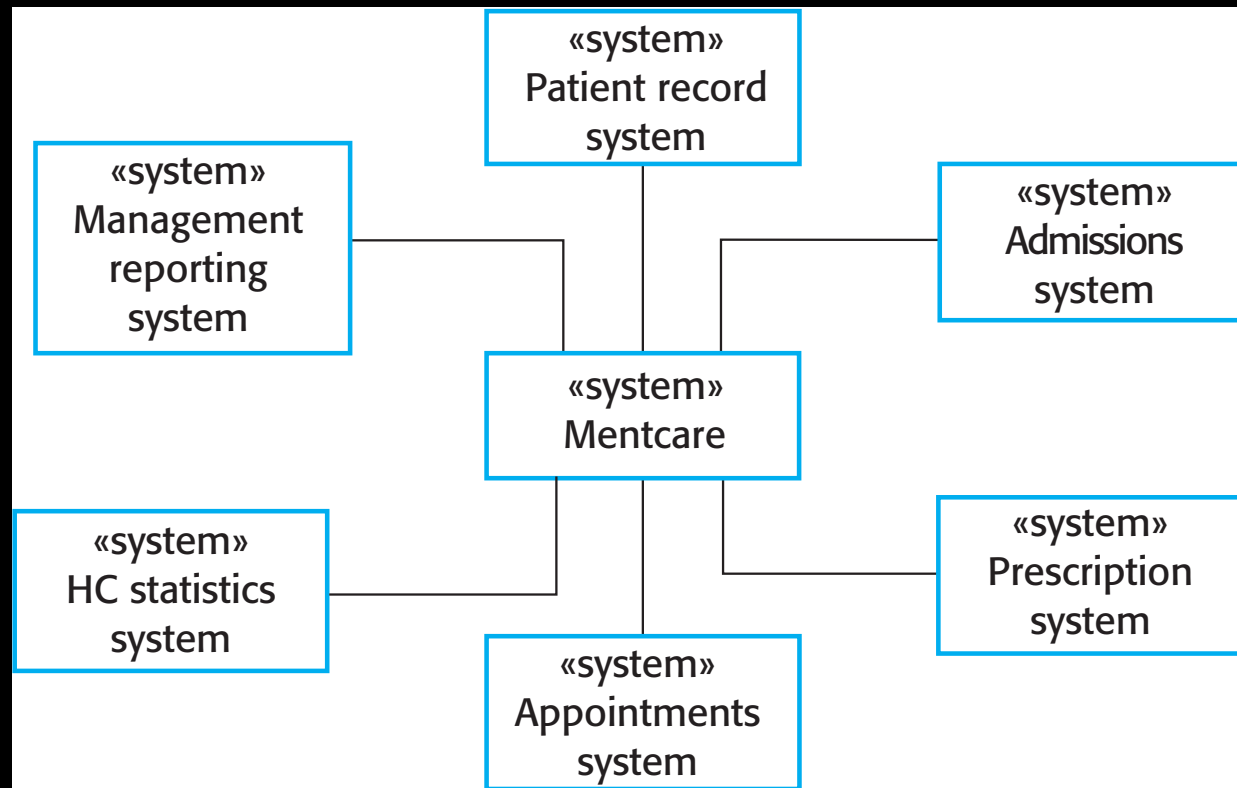 «system»
Patient record
system
«system»
Management
reporting
system
«system»
Admissions
system
«system»
Mentcare
«system»
HC statistics
system
«system»
Prescription
system
«system»
Appointments
system